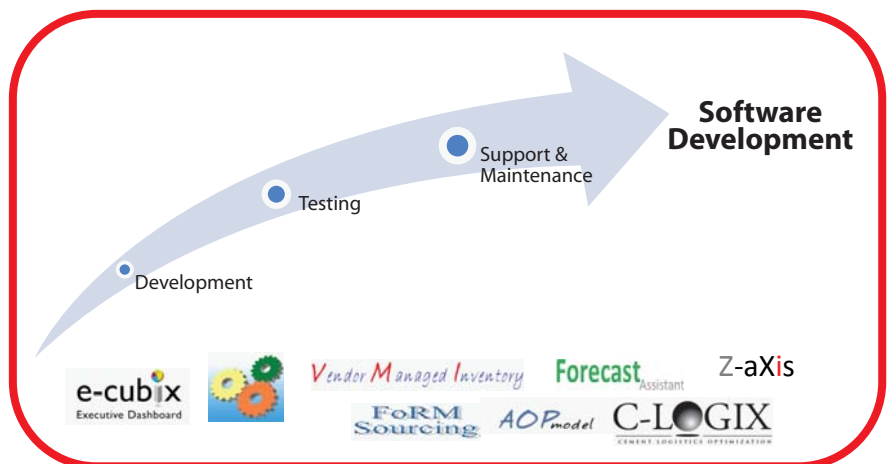 Software
Development
Support &
Maintenance
Testing
Development
e-cubix
Executive Dashboard
Vendor Managed Inventory
Forecast Assistant
Z-aXis
FoRM
Sourcing
AOPmodel
C-LOGIX
CEMENT LOGISTICS OPTIMIZATION